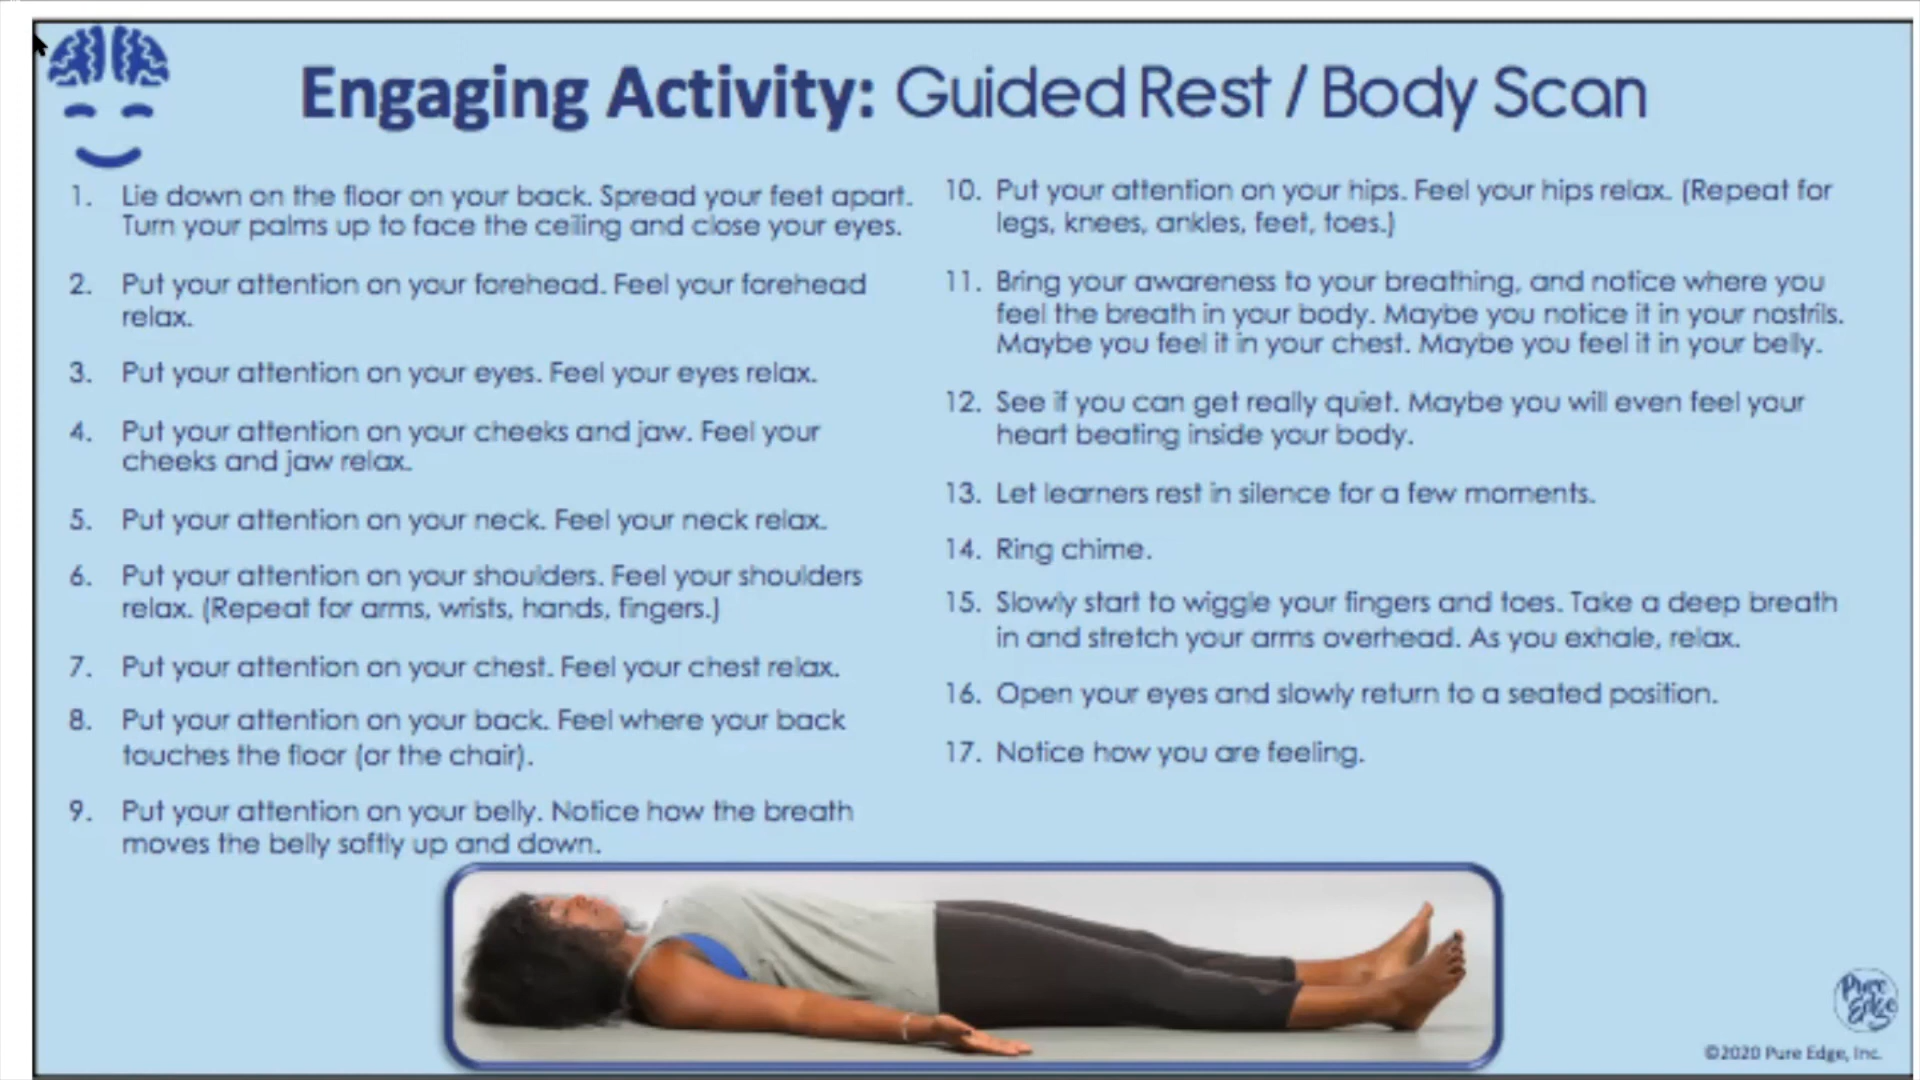 Engaging Activity: Guided Rest / Body Scan
1. Lie down on the floor on your back. Spread your feet apart.
Turn your palms up to face the ceiling and close your eyes.
2. Put your attention on your forehead. Feel your forehead
relax.
3. Put your attention on your eyes. Feel your eyes relax.
4. Put your attention on your cheeks and jaw. Feel your
cheeks and jaw relax.
5. Put your attention on your neck. Feel your neck relax.
6. Put your attention on your shoulders. Feel your shoulders
relax. (Repeat for arms, wrists, hands, fingers.)
7. Put your attention on your chest. Feel your chest relax.
8. Put your attention on your back. Feel where your back
touches the floor (or the chair).
9. Put your attention on your belly. Notice how the breath
moves the belly softly up and down.
10. Put your attention on your hips. Feel your hips relax. (Repeat for
legs, knees, ankles, feet, toes.)
11. Bring your awareness to your breathing, and notice where you
feel the breath in your body. Maybe you notice it in your nostrils.
Maybe you feel it in your chest. Maybe you feel it in your belly.
12. See if you can get really quiet. Maybe you will even feel your
heart beating inside your body.
13. Let learners rest in silence for a few moments.
14. Ring chime.
15. Slowly start to wiggle your fingers and toes. Take a deep breath
in and stretch your arms overhead. As you exhale, relax.
16. Open your eyes and slowly return to a seated position.
17. Notice how you are feeling.
Pure
Edge
©2020 Pure Edge, Inc.